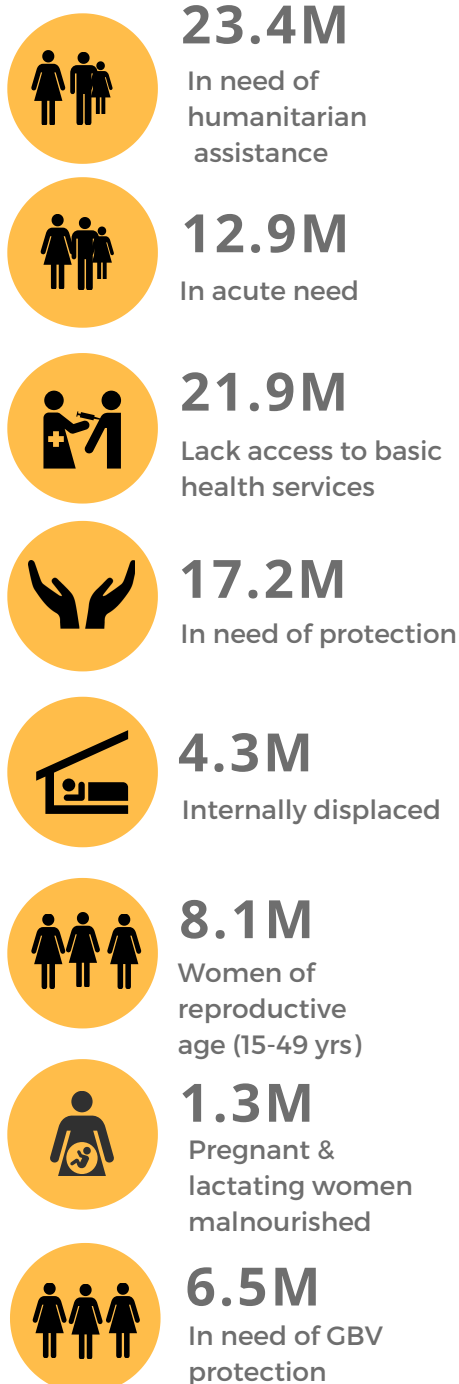 23.4M
In need of
humanitarian
assistance
12.9M
In acute need
21.9M
Lack access to basic
health services
17.2M
In need of protection
4.3M
Internally displaced
8.1M
Women of
reproductive
age (15-49 yrs)
1.3M
Pregnant &
lactating women
malnourished
6.5M
In need of GBV
protection